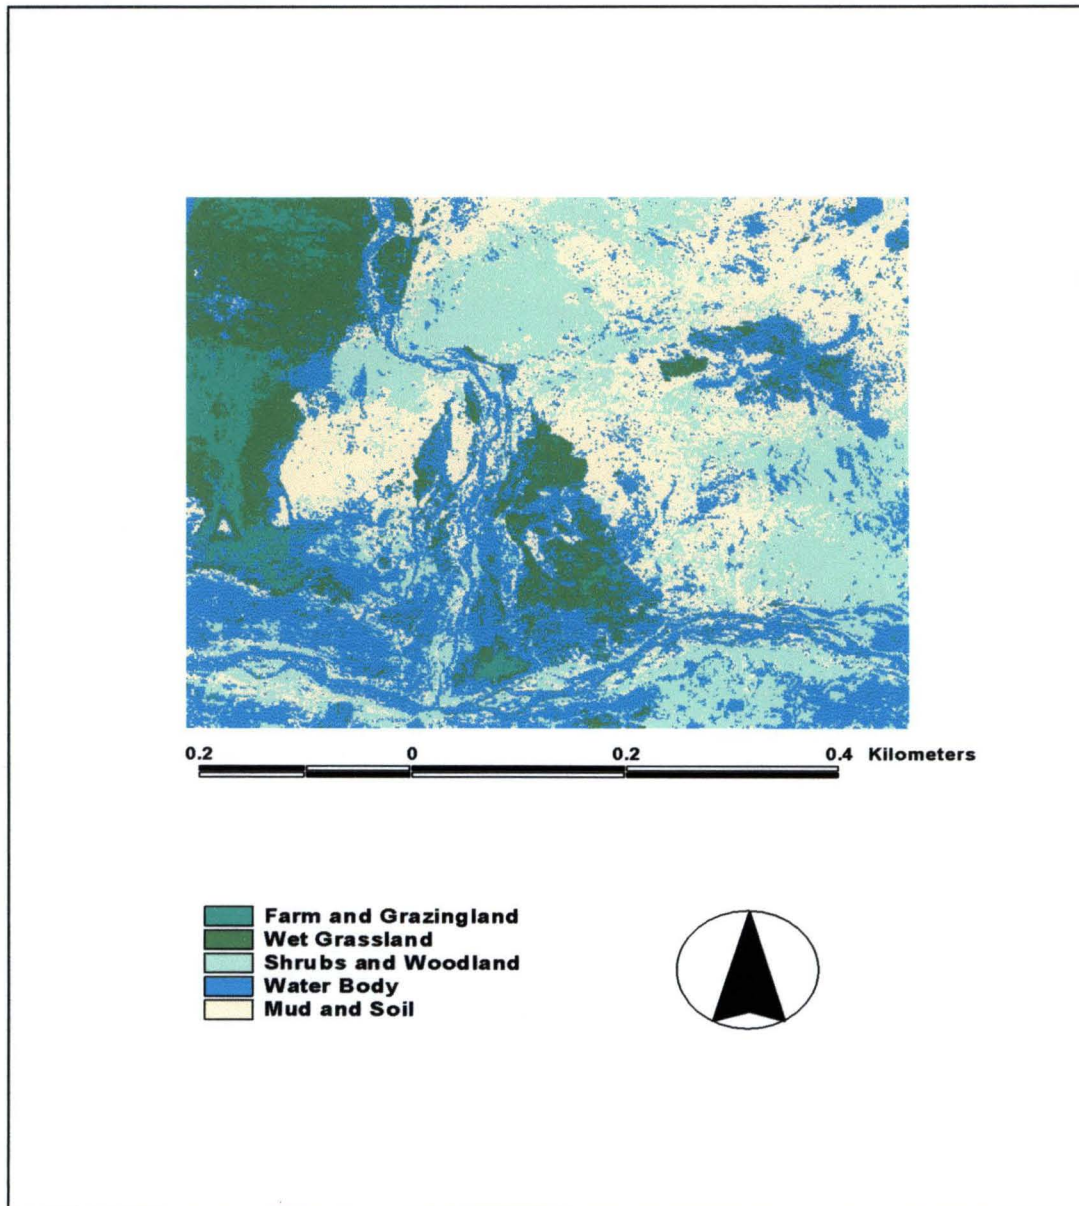 0.2 0 0.2 0.4 Kilometers
Farm and Grazingland
Wet Grassland
Shrubs and Woodland
Water Body
Mud and Soil